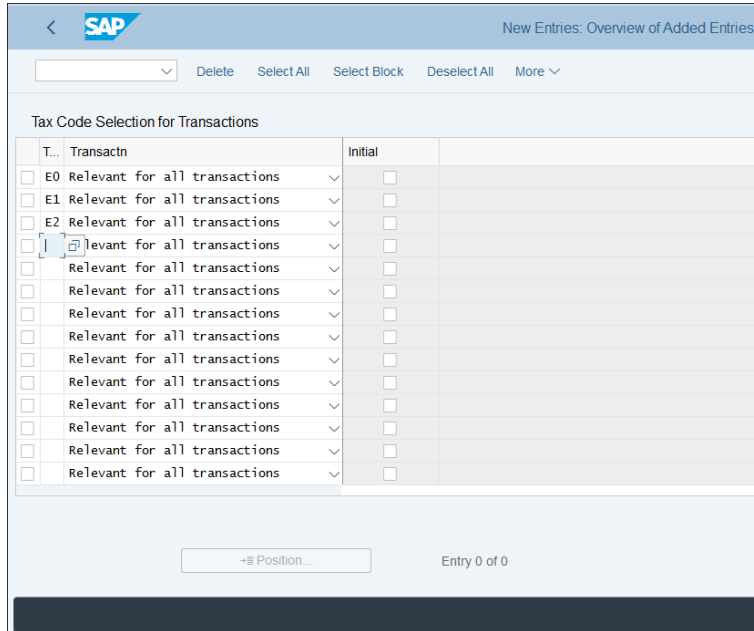 SAP New Entries: Overview of Added Entries
Delete Select All Select Block Deselect All More
Tax Code Selection for Transactions
T... Transactn Initial
E0 Relevant for all transactions
E1 Relevant for all transactions
E2 Relevant for all transactions
levant for all transactions
Relevant for all transactions
Relevant for all transactions
Relevant for all transactions
Relevant for all transactions
Relevant for all transactions
Relevant for all transactions
Relevant for all transactions
Relevant for all transactions
Relevant for all transactions
Relevant for all transactions
Position... Entry 0 of 0